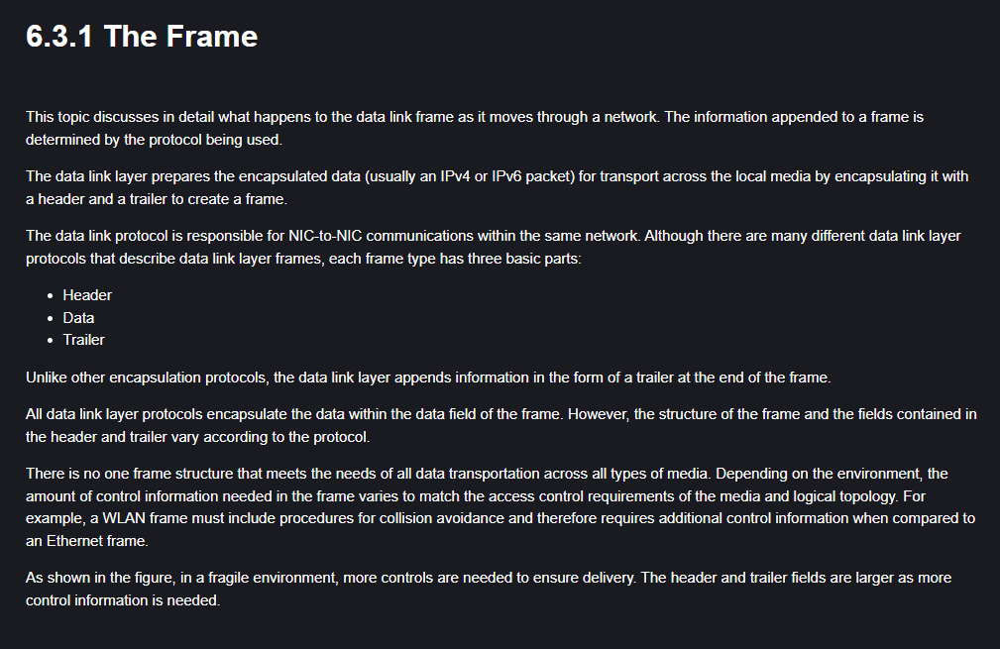 6.3.1 The Frame
This topic discusses in detail what happens to the data link frame as it moves through a network. The information appended to a frame is
determined by the protocol being used.
The data link layer prepares the encapsulated data (usually an IPv4 or IPv6 packet) for transport across the local media by encapsulating it with
a header and a trailer to create a frame.
The data link protocol is responsible for NIC-to-NIC communications within the same network. Although there are many different data link layer
protocols that describe data link layer frames, each frame type has three basic parts:
• Header
• Data
• Trailer
Unlike other encapsulation protocols, the data link layer appends information in the form of a trailer at the end of the frame.
All data link layer protocols encapsulate the data within the data field of the frame. However, the structure of the frame and the fields contained in
the header and trailer vary according to the protocol.
There is no one frame structure that meets the needs of all data transportation across all types of media. Depending on the environment, the
amount of control information needed in the frame varies to match the access control requirements of the media and logical topology. For
example, a WLAN frame must include procedures for collision avoidance and therefore requires additional control information when compared to
an Ethernet frame.
As shown in the figure, in a fragile environment, more controls are needed to ensure delivery. The header and trailer fields are larger as more
control information is needed.